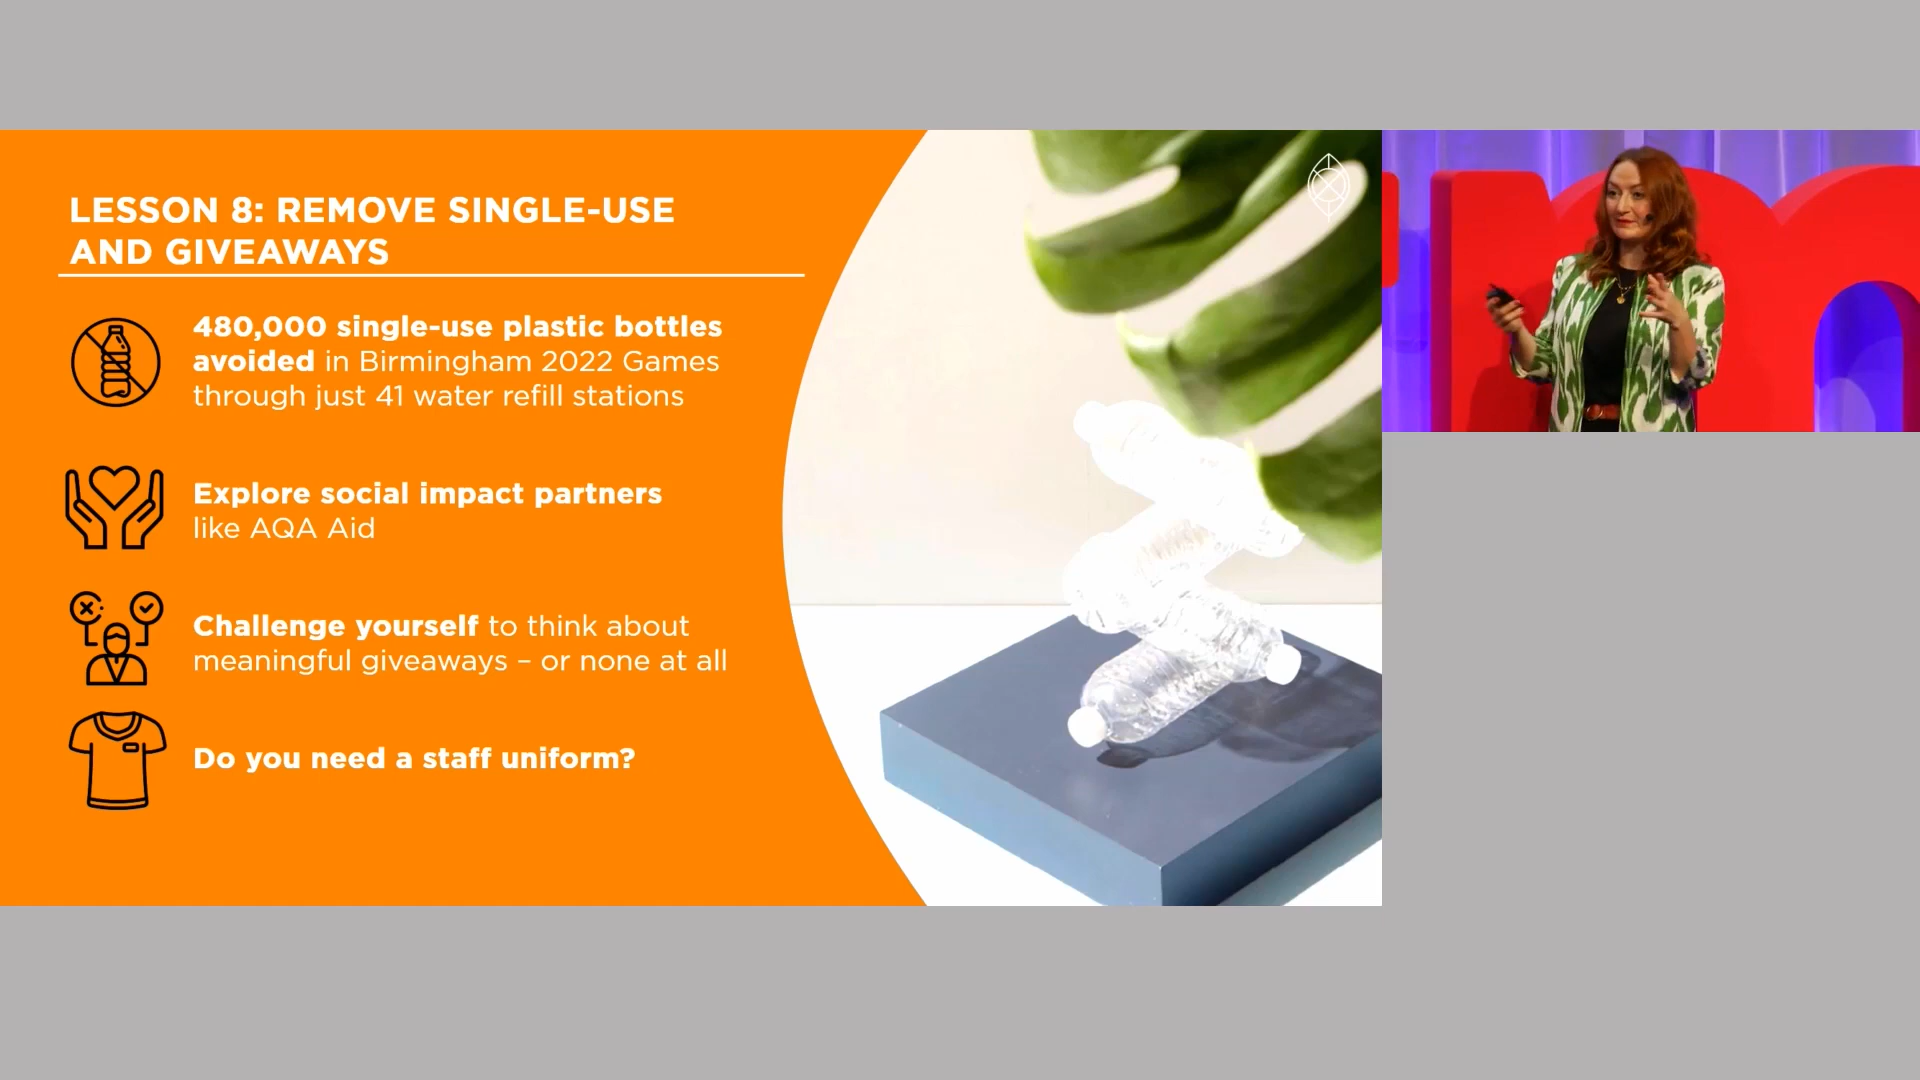 LESSON 8: REMOVE SINGLE-USE
AND GIVEAWAYS
480,000 single-use plastic bottles
avoided in Birmingham 2022 Games
through just 41 water refill stations
Explore social impact partners
like AQA Aid
Challenge yourself to think about
meaningful giveaways – or none at all
Do you need a staff uniform?